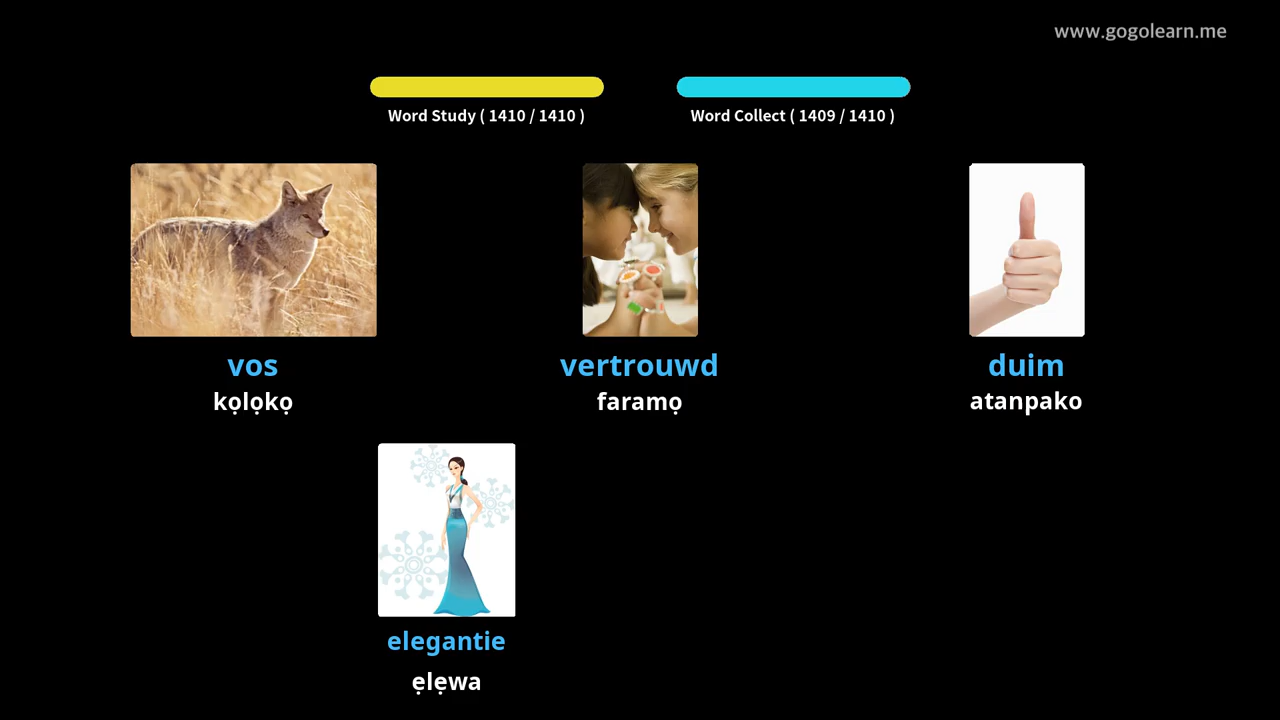 www.gogolearn.me
Word Study ( 1410 / 1410 )
Word Collect ( 1409 / 1410 )
vos
kọlọkọ
vertrouwd
faramọ
duim
atanpako
elegantie
ẹlẹwa